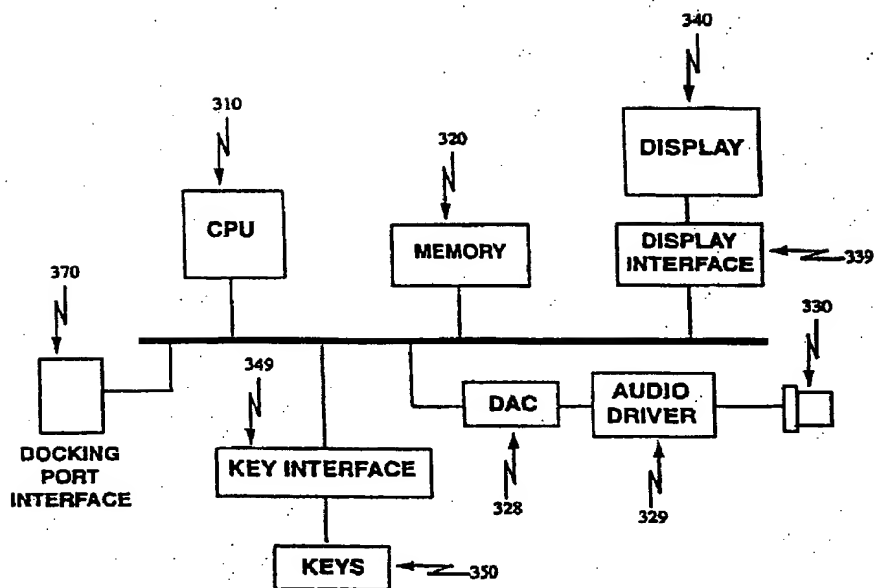 340
310
320
DISPLAY
CPU
MEMORY
DISPLAY
INTERFACE
339
370
330
349
DAC
AUDIO
DRIVER
DOCKING
PORT
INTERFACE
KEY INTERFACE
328
329
KEYS
350